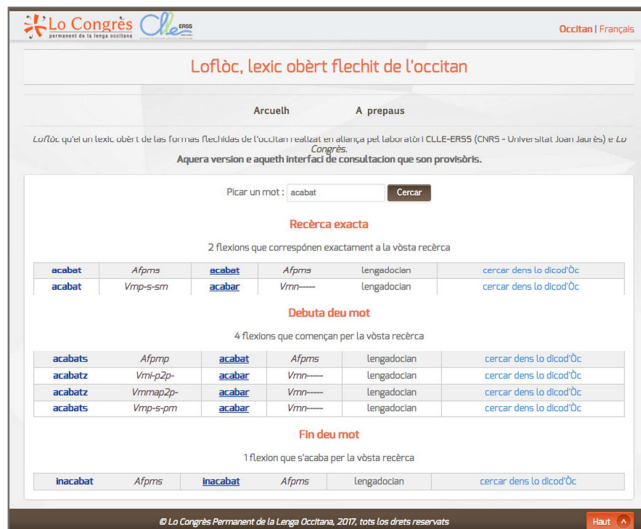 Lo Congrès
permanent de la lenga occitana
Clle ERSS
Occitan | Français
Loflòc, lexic obèrt flechit de l'occitan
Arcuelh A prepaus
Loflòc qu'ei un lexic obèrt de las formas flechidas de l'occitan realizat en aliança pel laboratòri CLLE-ERSS (CNRS - Universitat Joan Jaurès) e Lo
Congrès.
Aquera version e aqueth interfaci de consultacion que son provisòris.
Picar un mot : acabat Cercar
Recèrca exacta
2 flexions que correspónen exactament a la vòsta recèrca
acabat Afpms acabat Afpms lengadocian cercar dens lo dicod'Òc
acabat Vmp-s-sm acabar Vmn----- lengadocian cercar dens lo dicod'Òc
Debuta deu mot
4 flexions que començan per la vòsta recèrca
acabats Afpmp acabat Afpms lengadocian cercar dens lo dicod'Òc
acabatz Vmi-p2p- acabar Vmn----- lengadocian cercar dens lo dicod'Òc
acabatz Vmmap2p- acabar Vmn----- lengadocian cercar dens lo dicod'Òc
acabats Vmp-s-pm acabar Vmn----- lengadocian cercar dens lo dicod'Òc
Fin deu mot
1 flexion que s'acaba per la vòsta recèrca
inacabat Afpms inacabat Afpms lengadocian cercar dens lo dicod'Òc
© Lo Congrès Permanent de la Lenga Occitana, 2017, tots los drets reservats
Haut